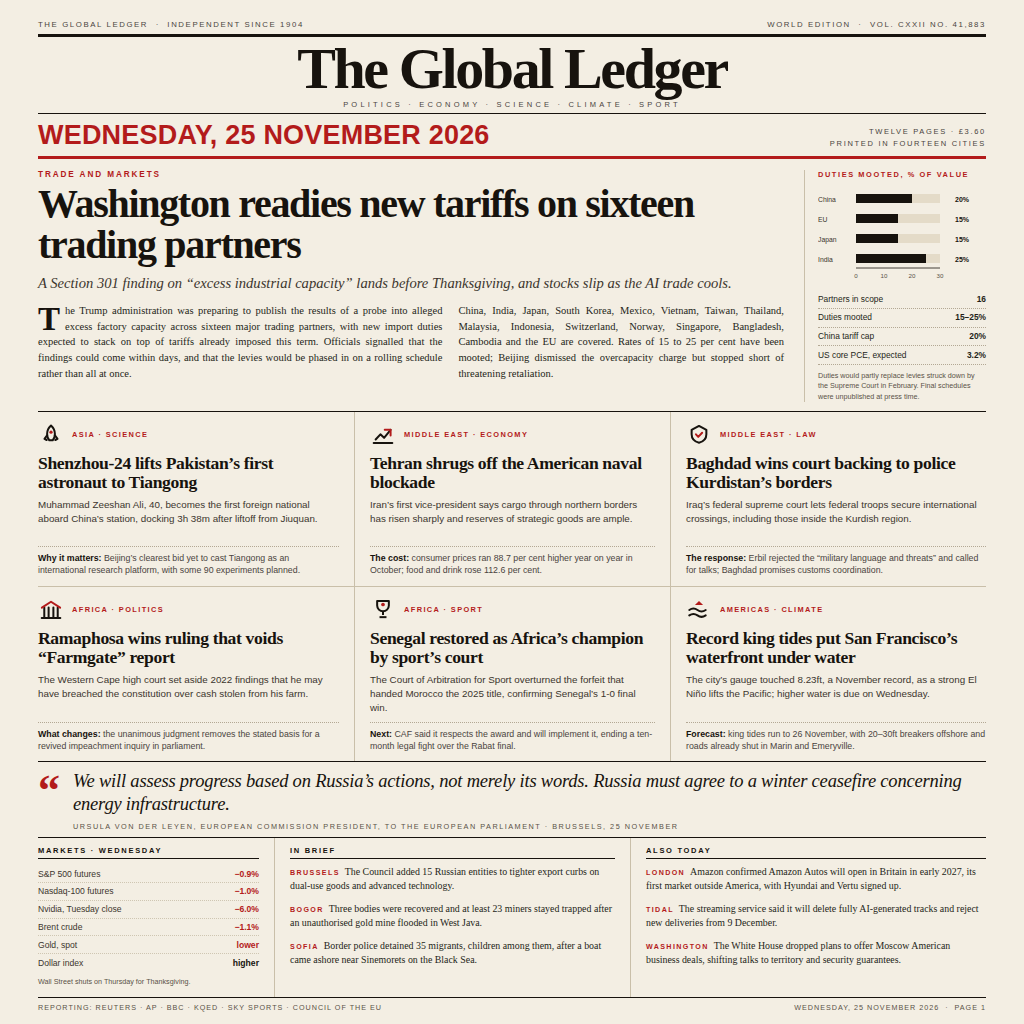 THE GLOBAL LEDGER · INDEPENDENT SINCE 1904
WORLD EDITION · VOL. CXXII NO. 41,883
The Global Ledger
POLITICS · ECONOMY · SCIENCE · CLIMATE · SPORT
WEDNESDAY, 25 NOVEMBER 2026
TWELVE PAGES · £3.60
PRINTED IN FOURTEEN CITIES
TRADE AND MARKETS
Washington readies new tariffs on sixteen
trading partners
A Section 301 finding on “excess industrial capacity” lands before Thanksgiving, and stocks slip as the AI trade cools.
The Trump administration was preparing to publish the results of a probe into alleged
excess factory capacity across sixteen major trading partners, with new import duties
expected to stack on top of tariffs already imposed this term. Officials signalled that the
findings could come within days, and that the levies would be phased in on a rolling schedule
rather than all at once.
China, India, Japan, South Korea, Mexico, Vietnam, Taiwan, Thailand,
Malaysia, Indonesia, Switzerland, Norway, Singapore, Bangladesh,
Cambodia and the EU are covered. Rates of 15 to 25 per cent have been
mooted; Beijing dismissed the overcapacity charge but stopped short of
threatening retaliation.
DUTIES MOOTED, % OF VALUE
China 20%
EU 15%
Japan 15%
India 25%
0 10 20 30
Partners in scope 16
Duties mooted 15–25%
China tariff cap 20%
US core PCE, expected 3.2%
Duties would partly replace levies struck down by
the Supreme Court in February. Final schedules
were unpublished at press time.
ASIA · SCIENCE
Shenzhou-24 lifts Pakistan’s first
astronaut to Tiangong
Muhammad Zeeshan Ali, 40, becomes the first foreign national
aboard China’s station, docking 3h 38m after liftoff from Jiuquan.
Why it matters: Beijing’s clearest bid yet to cast Tiangong as an
international research platform, with some 90 experiments planned.
MIDDLE EAST · ECONOMY
Tehran shrugs off the American naval
blockade
Iran’s first vice-president says cargo through northern borders
has risen sharply and reserves of strategic goods are ample.
The cost: consumer prices ran 88.7 per cent higher year on year in
October; food and drink rose 112.6 per cent.
MIDDLE EAST · LAW
Baghdad wins court backing to police
Kurdistan’s borders
Iraq’s federal supreme court lets federal troops secure international
crossings, including those inside the Kurdish region.
The response: Erbil rejected the “military language and threats” and called
for talks; Baghdad promises customs coordination.
AFRICA · POLITICS
Ramaphosa wins ruling that voids
“Farmgate” report
The Western Cape high court set aside 2022 findings that he may
have breached the constitution over cash stolen from his farm.
What changes: the unanimous judgment removes the stated basis for a
revived impeachment inquiry in parliament.
AFRICA · SPORT
Senegal restored as Africa’s champion
by sport’s court
The Court of Arbitration for Sport overturned the forfeit that
handed Morocco the 2025 title, confirming Senegal’s 1-0 final
win.
Next: CAF said it respects the award and will implement it, ending a ten-
month legal fight over the Rabat final.
AMERICAS · CLIMATE
Record king tides put San Francisco’s
waterfront under water
The city’s gauge touched 8.23ft, a November record, as a strong El
Niño lifts the Pacific; higher water is due on Wednesday.
Forecast: king tides run to 26 November, with 20–30ft breakers offshore and
roads already shut in Marin and Emeryville.
“ We will assess progress based on Russia’s actions, not merely its words. Russia must agree to a winter ceasefire concerning
energy infrastructure.
URSULA VON DER LEYEN, EUROPEAN COMMISSION PRESIDENT, TO THE EUROPEAN PARLIAMENT · BRUSSELS, 25 NOVEMBER
MARKETS · WEDNESDAY
S&P 500 futures −0.9%
Nasdaq-100 futures −1.0%
Nvidia, Tuesday close −6.0%
Brent crude −1.1%
Gold, spot lower
Dollar index higher
Wall Street shuts on Thursday for Thanksgiving.
IN BRIEF
BRUSSELS The Council added 15 Russian entities to tighter export curbs on
dual-use goods and advanced technology.
BOGOR Three bodies were recovered and at least 23 miners stayed trapped after
an unauthorised gold mine flooded in West Java.
SOFIA Border police detained 35 migrants, children among them, after a boat
came ashore near Sinemorets on the Black Sea.
ALSO TODAY
LONDON Amazon confirmed Amazon Autos will open in Britain in early 2027, its
first market outside America, with Hyundai and Vertu signed up.
TIDAL The streaming service said it will delete fully AI-generated tracks and reject
new deliveries from 9 December.
WASHINGTON The White House dropped plans to offer Moscow American
business deals, shifting talks to territory and security guarantees.
REPORTING: REUTERS · AP · BBC · KQED · SKY SPORTS · COUNCIL OF THE EU
WEDNESDAY, 25 NOVEMBER 2026 · PAGE 1